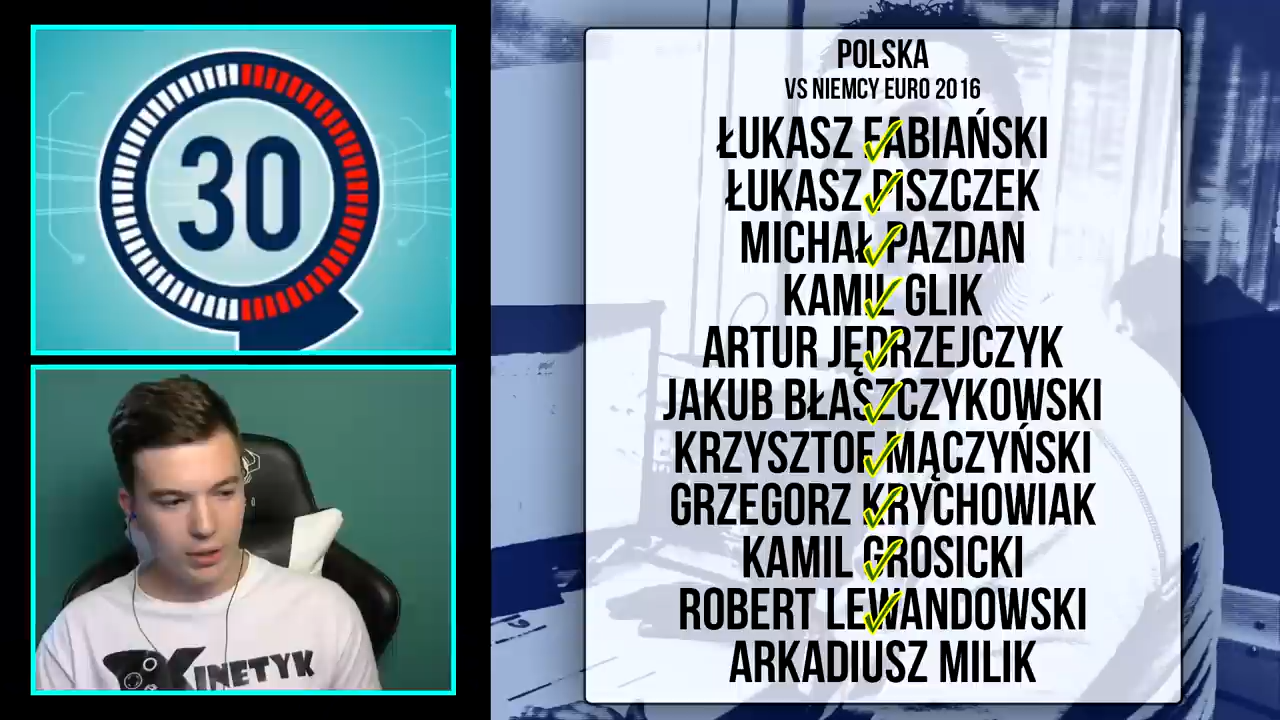 30
KINETYK
POLSKA
VS NIEMCY EURO 2016
ŁUKASZ FABIAŃSKI
ŁUKASZ PISZCZEK
MICHAŁ PAZDAN
KAMIL GLIK
ARTUR JĘDRZEJCZYK
JAKUB BŁASZCZYKOWSKI
KRZYSZTOF MĄCZYŃSKI
GRZEGORZ KRYCHOWIAK
KAMIL GROSICKI
ROBERT LEWANDOWSKI
ARKADIUSZ MILIK